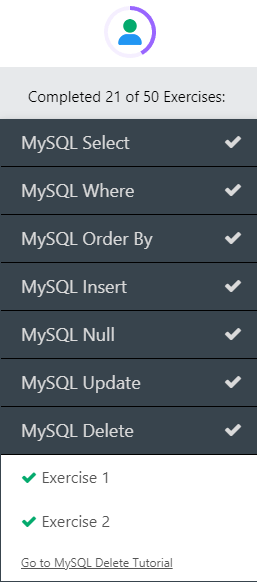 Completed 21 of 50 Exercises:
MySQL Select
MySQL Where
MySQL Order By
MySQL Insert
MySQL Null
MySQL Update
MySQL Delete
Exercise 1
Exercise 2
Go to MySQL Delete Tutorial